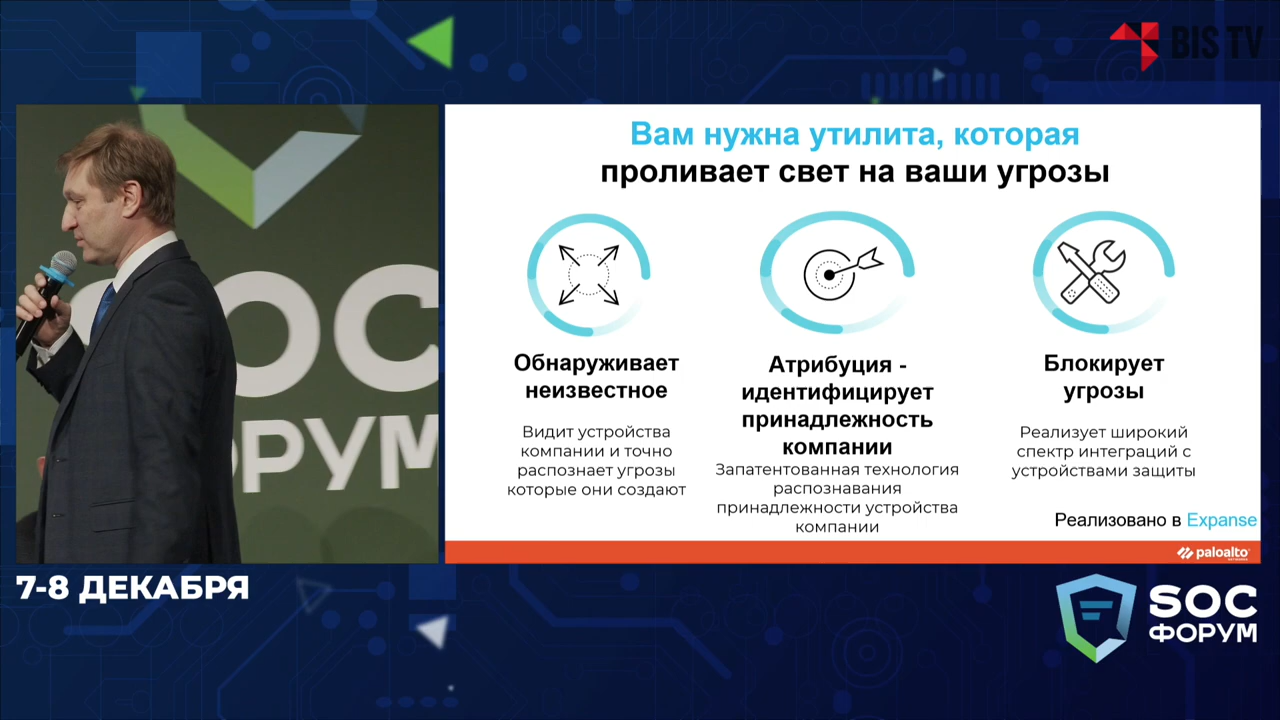 BIS TV
Вам нужна утилита, которая
проливает свет на ваши угрозы
Обнаруживает
неизвестное
Видит устройства
компании и точно
распознает угрозы
которые они создают
Атрибуция -
идентифицирует
принадлежность
компании
Запатентованная технология
распознавания
принадлежности устройства
компании
Блокирует
угрозы
Реализует широкий
спектр интеграций с
устройствами защиты
Реализовано в Expanse
paloalto
SOC
ФОРУМ
7-8 ДЕКАБРЯ
SOC
ФОРУМ